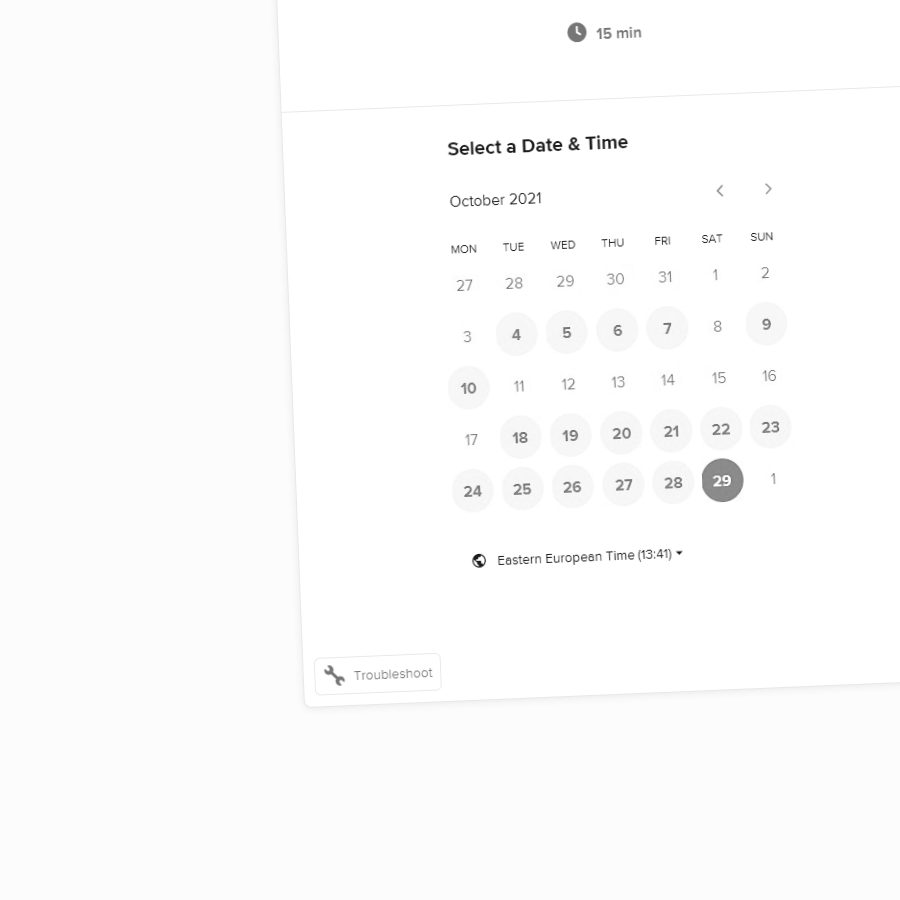 15 min
Select a Date & Time
October 2021
MON TUE WED THU FRI SAT SUN
27 28 29 30 31 1 2
3 4 5 6 7 8 9
10 11 12 13 14 15 16
17 18 19 20 21 22 23
24 25 26 27 28 29 1
Eastern European Time (13:41)
Troubleshoot